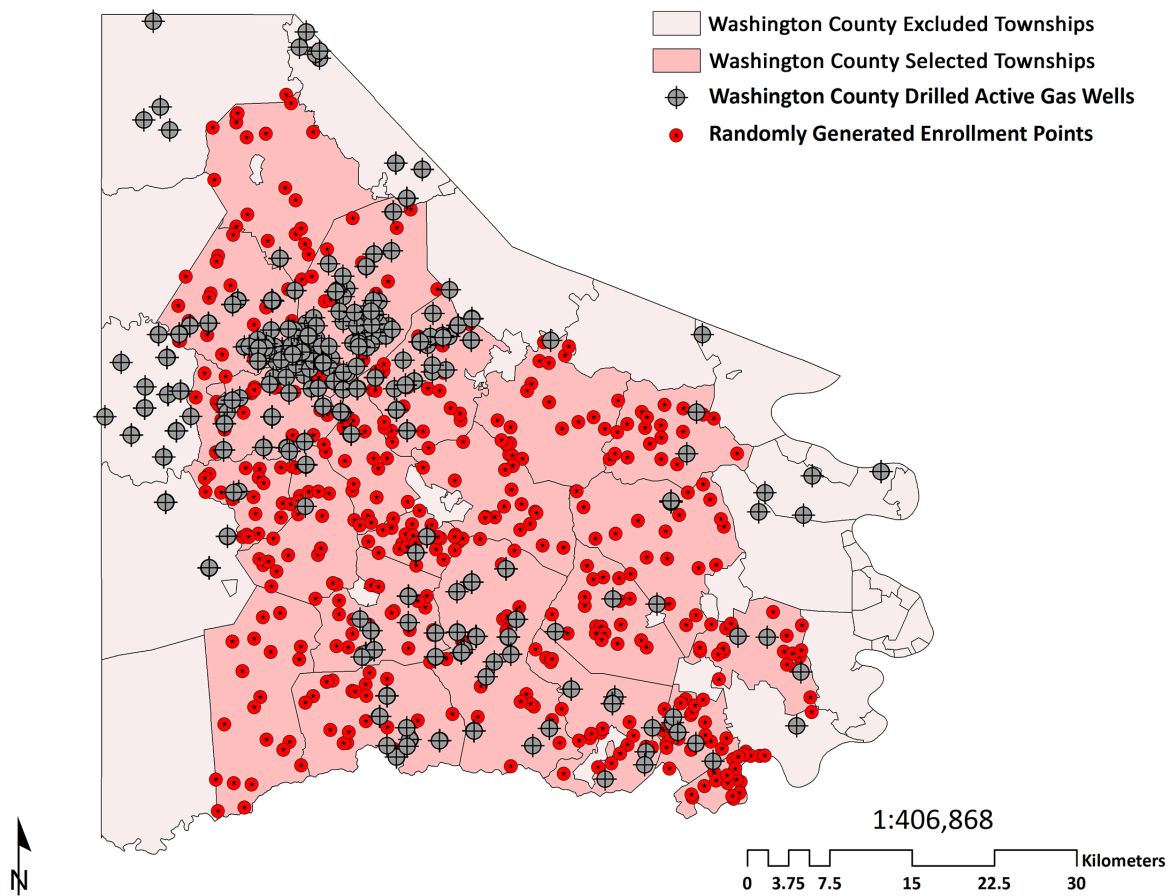 Washington County Excluded Townships
Washington County Selected Townships
Washington County Drilled Active Gas Wells
Randomly Generated Enrollment Points
1:406,868
Kilometers
0 3.75 7.5 15 22.5 30
N